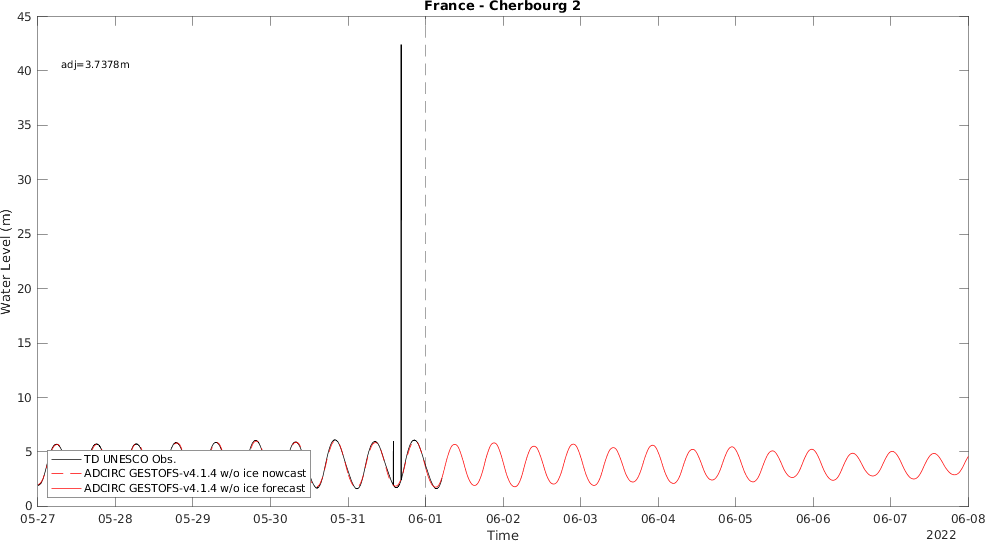 France - Cherbourg 2
adj=3.7378m
Water Level (m)
45
40
35
30
25
20
15
10
5
0
TD UNESCO Obs.
ADCIRC GESTOFS-v4.1.4 w/o ice nowcast
ADCIRC GESTOFS-v4.1.4 w/o ice forecast
05-27 05-28 05-29 05-30 05-31 06-01 06-02 06-03 06-04 06-05 06-06 06-07 06-08
Time
2022